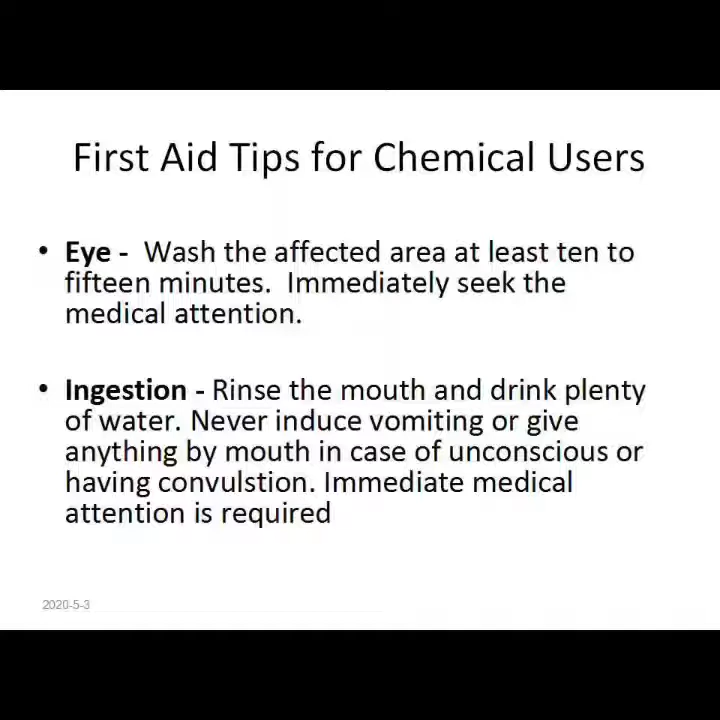 First Aid Tips for Chemical Users
• Eye - Wash the affected area at least ten to
fifteen minutes. Immediately seek the
medical attention.
• Ingestion - Rinse the mouth and drink plenty
of water. Never induce vomiting or give
anything by mouth in case of unconscious or
having convulstion. Immediate medical
attention is required
2020-5-3